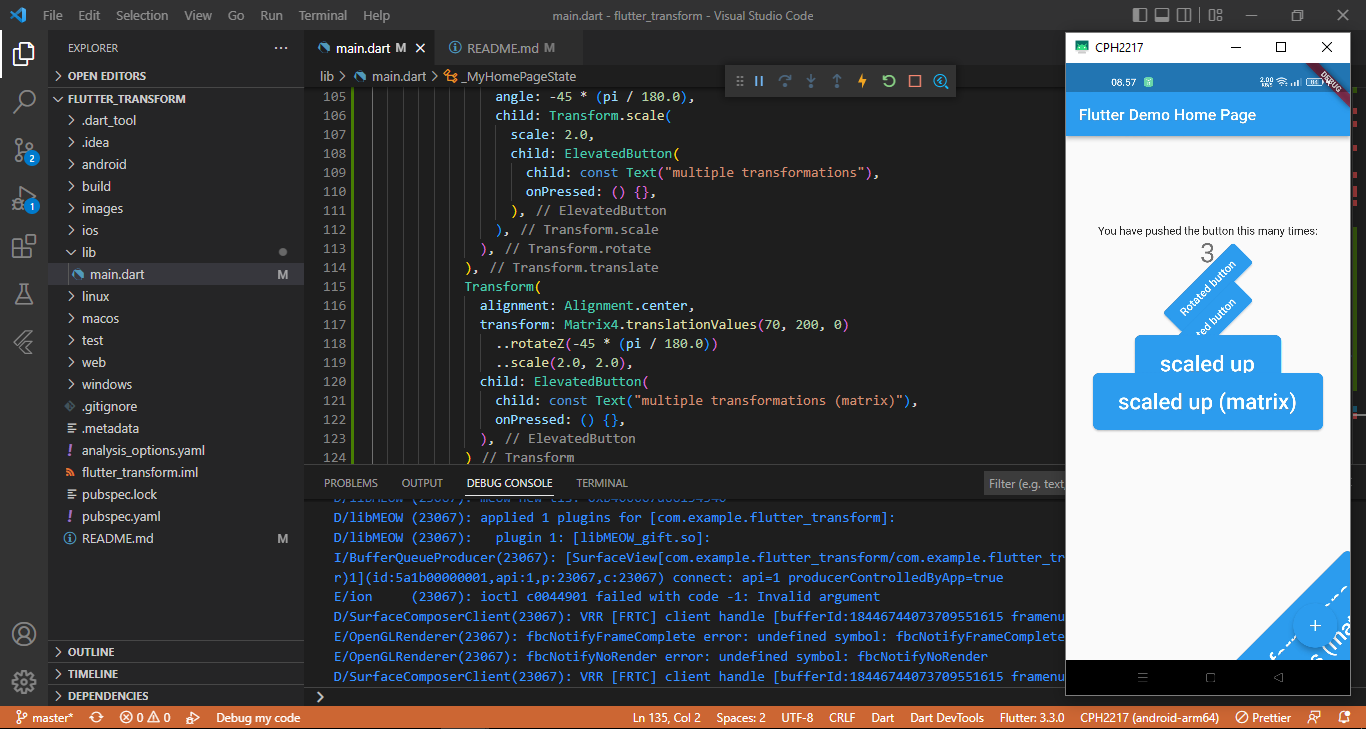 File Edit Selection View Go Run Terminal Help
main.dart - flutter_transform - Visual Studio Code
EXPLORER
OPEN EDITORS
FLUTTER_TRANSFORM
.dart_tool
.idea
android
build
images
ios
lib
main.dart M
linux
macos
test
web
windows
.gitignore
.metadata
analysis_options.yaml
flutter_transform.iml
pubspec.lock
pubspec.yaml
README.md M
OUTLINE
TIMELINE
DEPENDENCIES
2
1
main.dart M
README.md M
lib > main.dart > _MyHomePageState
105 angle: -45 * (pi / 180.0),
106 child: Transform.scale(
107 scale: 2.0,
108 child: ElevatedButton(
109 child: const Text("multiple transformations"),
110 onPressed: () {},
111 ), // ElevatedButton
112 ), // Transform.scale
113 ), // Transform.rotate
114 ), // Transform.translate
115 Transform(
116 alignment: Alignment.center,
117 transform: Matrix4.translationValues(70, 200, 0)
118 ..rotateZ(-45 * (pi / 180.0))
119 ..scale(2.0, 2.0),
120 child: ElevatedButton(
121 child: const Text("multiple transformations (matrix)"),
122 onPressed: () {},
123 ), // ElevatedButton
124 ) // Transform
PROBLEMS OUTPUT DEBUG CONSOLE TERMINAL
Filter (e.g. text,
D/libMEOW (23067): applied 1 plugins for [com.example.flutter_transform]:
D/libMEOW (23067):   plugin 1: [libMEOW_gift.so]:
I/BufferQueueProducer(23067): [SurfaceView[com.example.flutter_transform/com.example.flutter_tr
r)1](id:5a1b00000001,api:1,p:23067,c:23067) connect: api=1 producerControlledByApp=true
E/ion     (23067): ioctl c0044901 failed with code -1: Invalid argument
D/SurfaceComposerClient(23067): VRR [FRTC] client handle [bufferId:18446744073709551615 framenu
E/OpenGLRenderer(23067): fbcNotifyFrameComplete error: undefined symbol: fbcNotifyFrameComplete
E/OpenGLRenderer(23067): fbcNotifyNoRender error: undefined symbol: fbcNotifyNoRender
D/SurfaceComposerClient(23067): VRR [FRTC] client handle [bufferId:18446744073709551615 framenu
CPH2217
08.57
2.00
DEBUG
Flutter Demo Home Page
You have pushed the button this many times:
3
Rotated button
ted button
scaled up
scaled up (matrix)
+
master* 0 0 Debug my code
Ln 135, Col 2 Spaces: 2 UTF-8 CRLF Dart Dart DevTools Flutter: 3.3.0 CPH2217 (android-arm64) Prettier